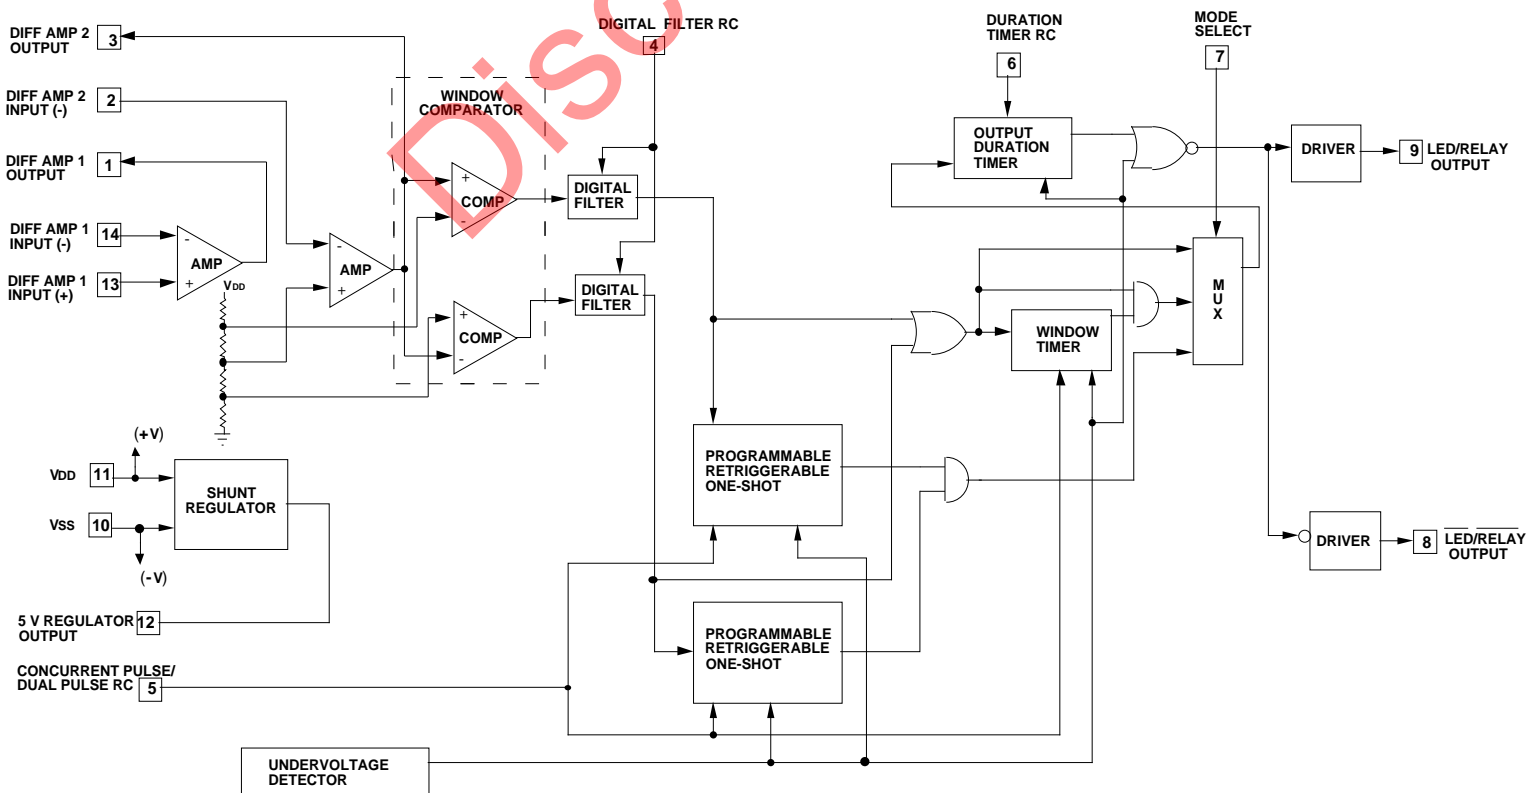 DIFF AMP 2
OUTPUT
3
DIFF AMP 2
INPUT (-)
2
DIFF AMP 1
OUTPUT
1
DIFF AMP 1
INPUT (-)
14
DIFF AMP 1
INPUT (+)
13
-
AMP
+
VDD
-
AMP
+
WINDOW
COMPARATOR
+
COMP
-
+
COMP
-
DIGITAL FILTER RC
4
DIGITAL
FILTER
DIGITAL
FILTER
DURATION
TIMER RC
6
MODE
SELECT
7
OUTPUT
DURATION
TIMER
DRIVER
9
LED/RELAY
OUTPUT
M
U
X
WINDOW
TIMER
(+V)
VDD
11
VSS
10
(-V)
SHUNT
REGULATOR
5 V REGULATOR
OUTPUT
12
CONCURRENT PULSE/
DUAL PULSE RC
5
PROGRAMMABLE
RETRIGGERABLE
ONE-SHOT
PROGRAMMABLE
RETRIGGERABLE
ONE-SHOT
DRIVER
8
LED/RELAY
OUTPUT
UNDERVOLTAGE
DETECTOR
Disc